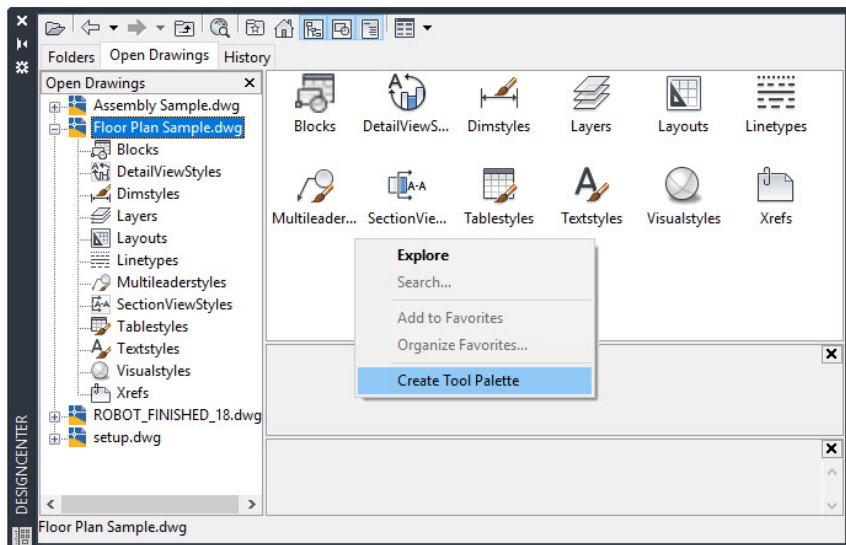 Folders Open Drawings History
Open Drawings
Assembly Sample.dwg
Floor Plan Sample.dwg
Blocks
DetailViewStyles
Dimstyles
Layers
Layouts
Linetypes
Multileaderstyles
SectionViewStyles
Tablestyles
Textstyles
Visualstyles
Xrefs
ROBOT_FINISHED_18.dwg
setup.dwg
Blocks DetailViewS... Dimstyles Layers Layouts Linetypes
Multileader... SectionVie... Tablestyles Textstyles Visualstyles Xrefs
Explore
Search...
Add to Favorites
Organize Favorites...
Create Tool Palette
DESIGNCENTER
Floor Plan Sample.dwg